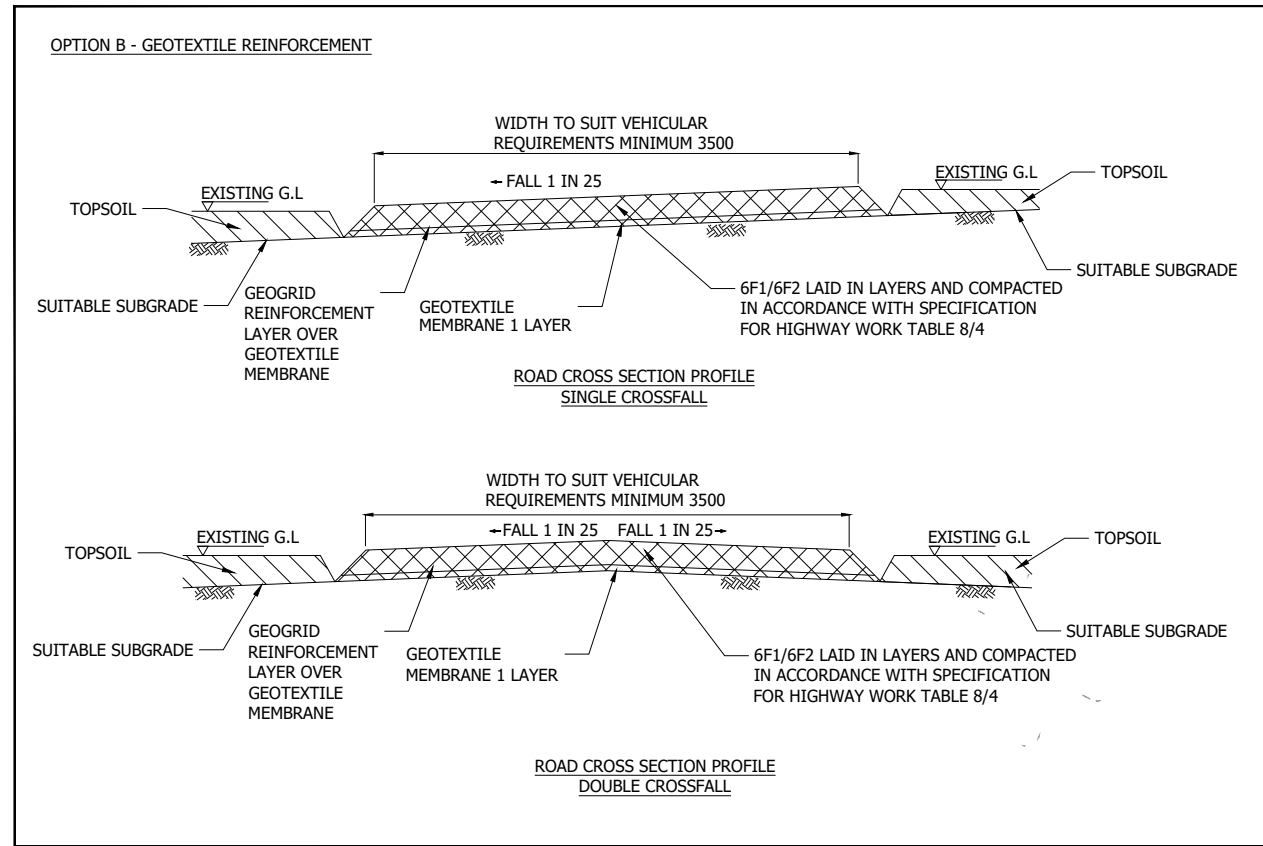 OPTION B - GEOTEXTILE REINFORCEMENT
WIDTH TO SUIT VEHICULAR
REQUIREMENTS MINIMUM 3500
FALL 1 IN 25
EXISTING G.L
TOPSOIL
EXISTING G.L
TOPSOIL
SUITABLE SUBGRADE
SUITABLE SUBGRADE
GEOGRID
REINFORCEMENT
LAYER OVER
GEOTEXTILE
MEMBRANE
GEOTEXTILE
MEMBRANE 1 LAYER
6F1/6F2 LAID IN LAYERS AND COMPACTED
IN ACCORDANCE WITH SPECIFICATION
FOR HIGHWAY WORK TABLE 8/4
ROAD CROSS SECTION PROFILE
SINGLE CROSSFALL
WIDTH TO SUIT VEHICULAR
REQUIREMENTS MINIMUM 3500
FALL 1 IN 25 FALL 1 IN 25
EXISTING G.L
TOPSOIL
EXISTING G.L
TOPSOIL
SUITABLE SUBGRADE
SUITABLE SUBGRADE
GEOGRID
REINFORCEMENT
LAYER OVER
GEOTEXTILE
MEMBRANE
GEOTEXTILE
MEMBRANE 1 LAYER
6F1/6F2 LAID IN LAYERS AND COMPACTED
IN ACCORDANCE WITH SPECIFICATION
FOR HIGHWAY WORK TABLE 8/4
ROAD CROSS SECTION PROFILE
DOUBLE CROSSFALL